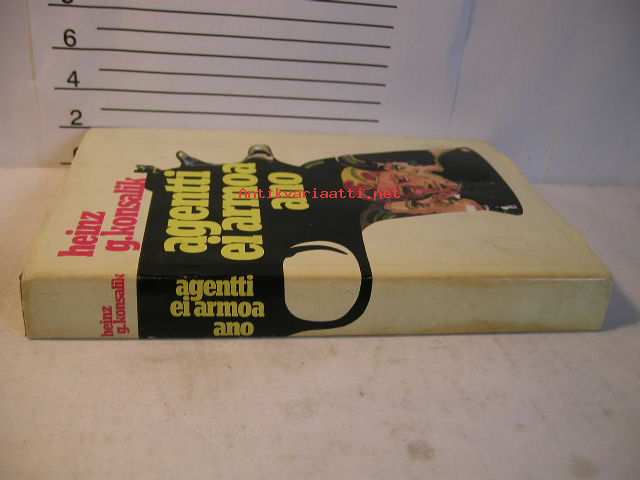 6
4
2
heinz
g.konsalik
agentti
ei armoa
ano
Antikvariaatti.net
heinz
g.konsalik
agentti
ei armoa
ano